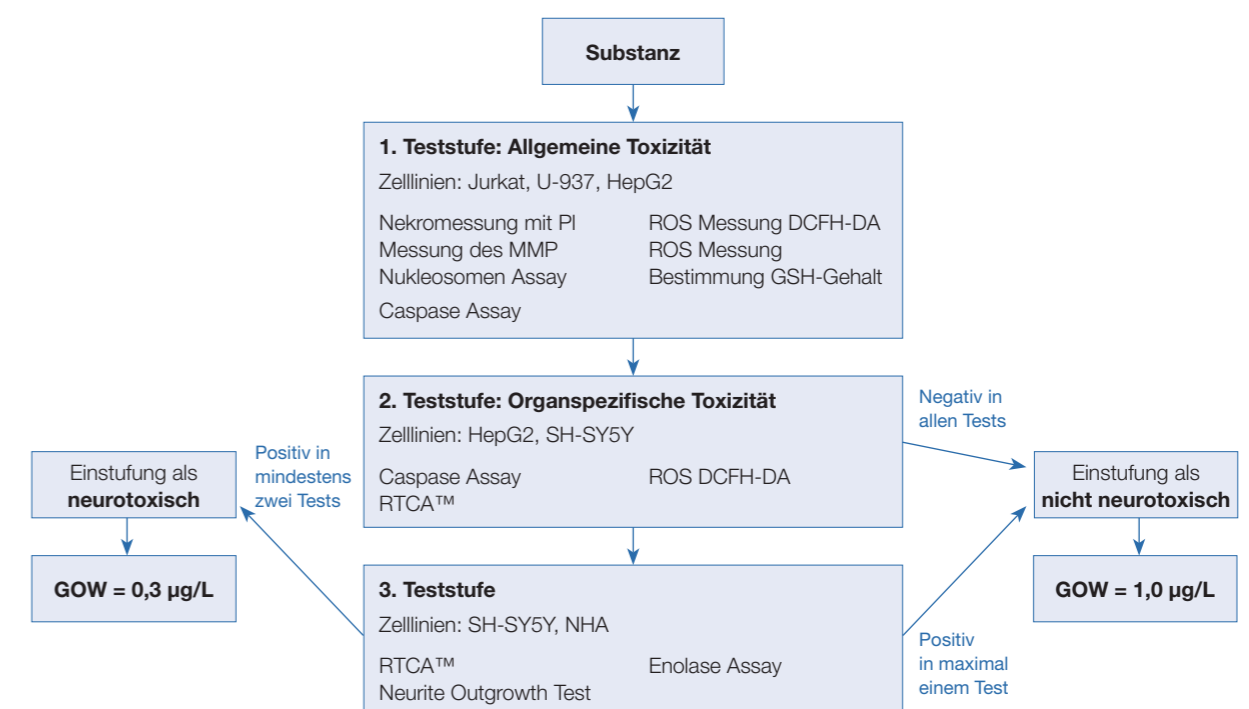 Substanz
1. Teststufe: Allgemeine Toxizität
Zelllinien: Jurkat, U-937, HepG2
Nekromessung mit PI
Messung des MMP
Nukleosomen Assay
Caspase Assay
ROS Messung DCFH-DA
ROS Messung
Bestimmung GSH-Gehalt
2. Teststufe: Organspezifische Toxizität
Zelllinien: HepG2, SH-SY5Y
Caspase Assay
RTCA™
ROS DCFH-DA
Negativ in
allen Tests
Positiv in
mindestens
zwei Tests
Einstufung als
neurotoxisch
GOW = 0,3 µg/L
Einstufung als
nicht neurotoxisch
GOW = 1,0 µg/L
3. Teststufe
Zelllinien: SH-SY5Y, NHA
RTCA™
Neurite Outgrowth Test
Enolase Assay
Positiv
in maximal
einem Test